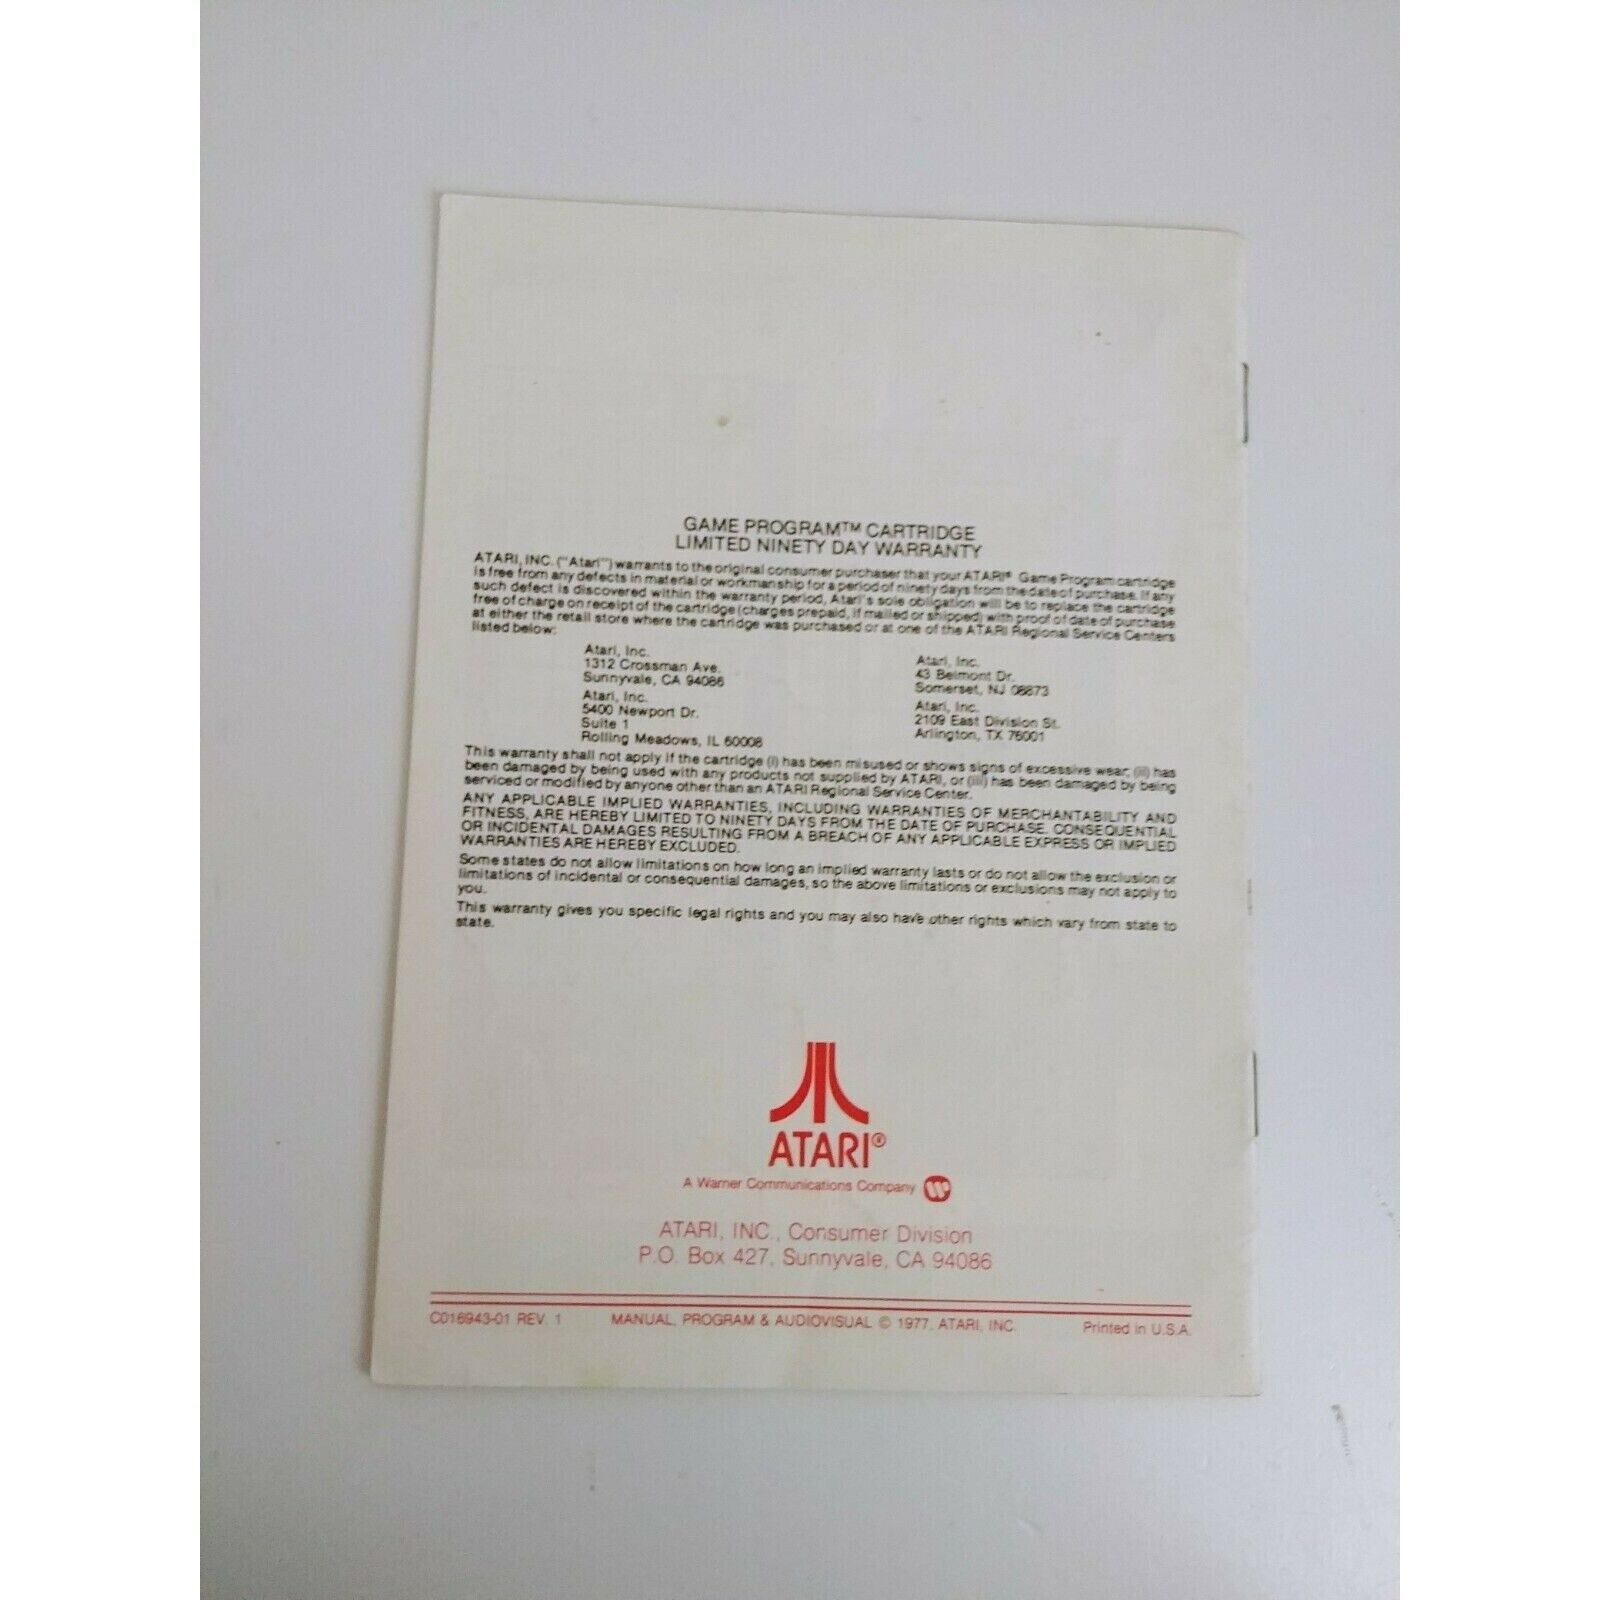 GAME PROGRAM™ CARTRIDGE
LIMITED NINETY DAY WARRANTY
ATARI, INC. ("Atari") warrants to the original consumer purchaser that your ATARI® Game Program cartridge
is free from any defects in material or workmanship for a period of ninety days from the date of purchase. If any
such defect is discovered within the warranty period, Atari's sole obligation will be to replace the cartridge
free of charge on receipt of the cartridge (charges prepaid, if mailed or shipped) with proof of date of purchase
at either the retail store where the cartridge was purchased or at one of the ATARI Regional Service Centers
listed below:
Atari, Inc.
1312 Crossman Ave.
Sunnyvale, CA 94086
Atari, Inc.
5400 Newport Dr.
Suite 1
Rolling Meadows, IL 60008
Atari, Inc.
43 Belmont Dr.
Somerset, NJ 08873
Atari, Inc.
2109 East Division St.
Arlington, TX 76001
This warranty shall not apply if the cartridge (i) has been misused or shows signs of excessive wear; (ii) has
been damaged by being used with any products not supplied by ATARI, or (iii) has been damaged by being
serviced or modified by anyone other than an ATARI Regional Service Center.
ANY APPLICABLE IMPLIED WARRANTIES, INCLUDING WARRANTIES OF MERCHANTABILITY AND
FITNESS, ARE HEREBY LIMITED TO NINETY DAYS FROM THE DATE OF PURCHASE. CONSEQUENTIAL
OR INCIDENTAL DAMAGES RESULTING FROM A BREACH OF ANY APPLICABLE EXPRESS OR IMPLIED
WARRANTIES ARE HEREBY EXCLUDED.
Some states do not allow limitations on how long an implied warranty lasts or do not allow the exclusion or
limitations of incidental or consequential damages, so the above limitations or exclusions may not apply to
you.
This warranty gives you specific legal rights and you may also have other rights which vary from state to
state.
ATARI®
A Warner Communications Company
ATARI, INC., Consumer Division
P.O. Box 427, Sunnyvale, CA 94086
C016943-01 REV. 1 MANUAL, PROGRAM & AUDIOVISUAL © 1977, ATARI, INC. Printed in U.S.A.